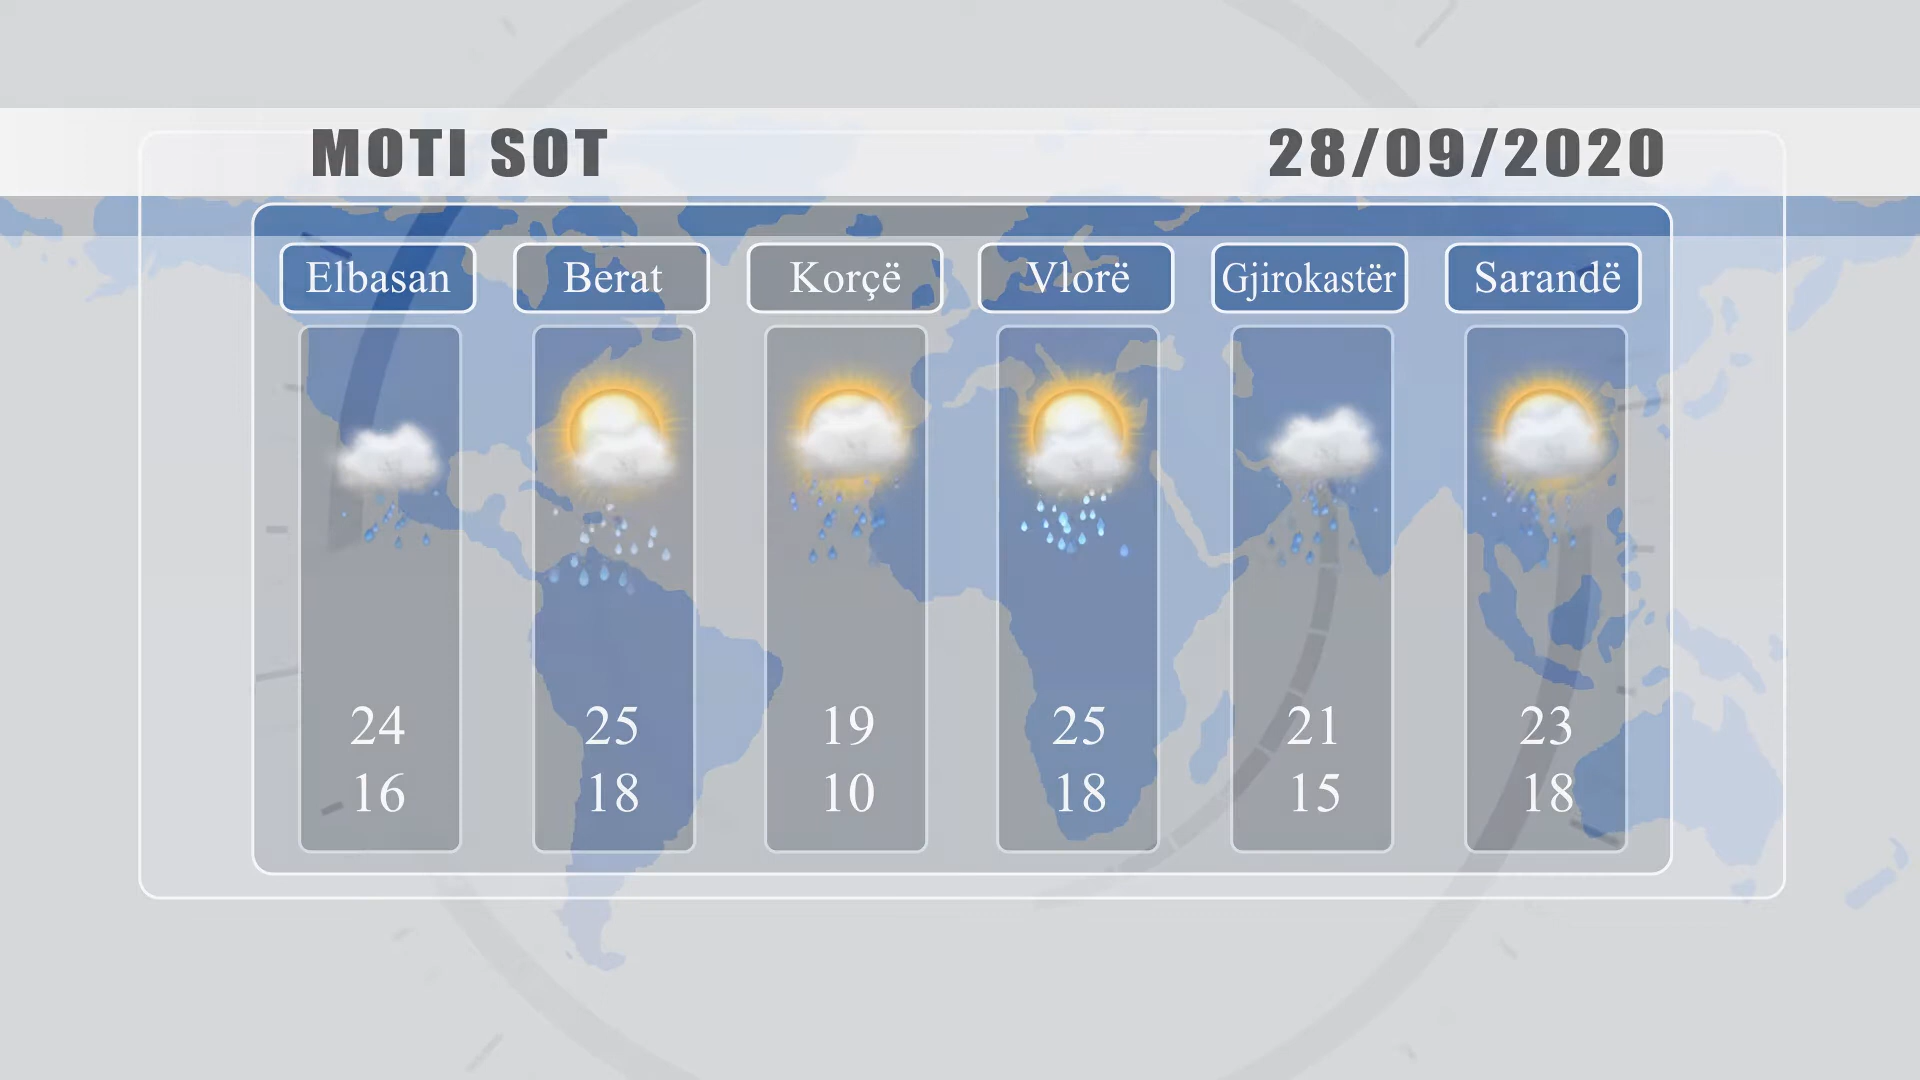 MOTI SOT
28/09/2020
Elbasan
Berat
Korçë
Vlorë
Gjirokastër
Sarandë
24
25
19
25
21
23
16
18
10
18
15
18